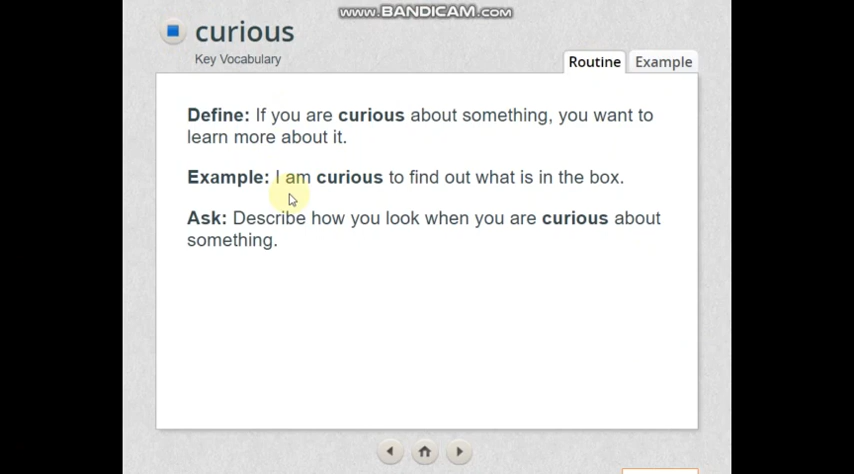 www.BANDICAM.com
curious
Key Vocabulary
Routine Example
Define: If you are curious about something, you want to
learn more about it.
Example: I am curious to find out what is in the box.
Ask: Describe how you look when you are curious about
something.